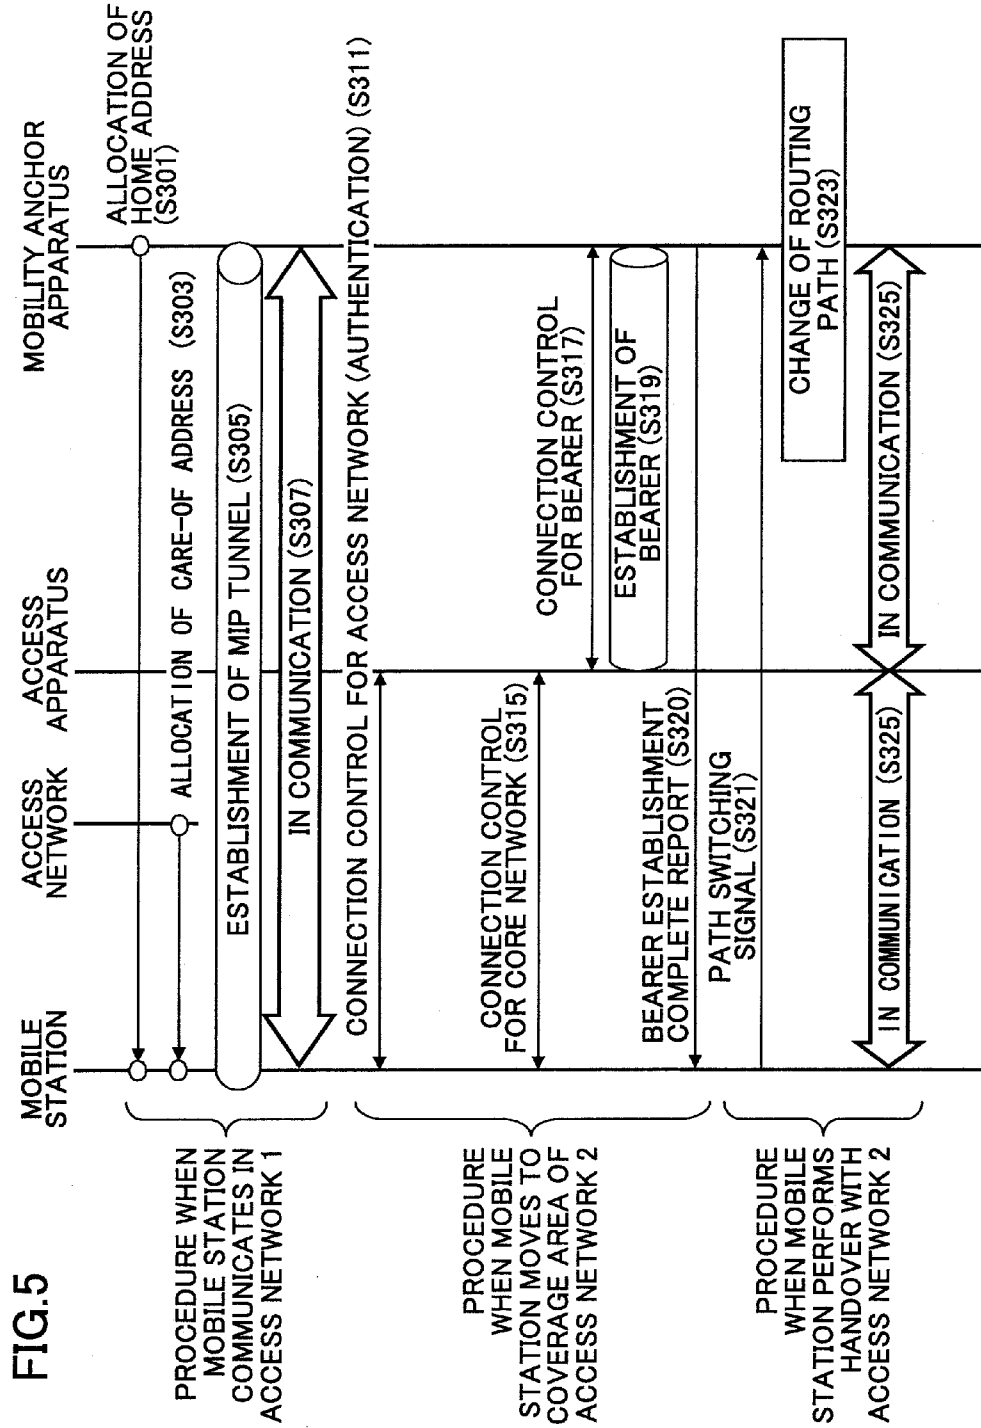 FIG.5
MOBILE
STATION
ACCESS
NETWORK
ACCESS
APPARATUS
MOBILITY ANCHOR
APPARATUS
PROCEDURE WHEN
MOBILE STATION
COMMUNICATES IN
ACCESS NETWORK 1
ALLOCATION OF
HOME ADDRESS
(S301)
ALLOCATION OF CARE-OF ADDRESS (S303)
ESTABLISHMENT OF MIP TUNNEL (S305)
IN COMMUNICATION (S307)
PROCEDURE
WHEN MOBILE
STATION MOVES TO
COVERAGE AREA OF
ACCESS NETWORK 2
CONNECTION CONTROL FOR ACCESS NETWORK (AUTHENTICATION) (S311)
CONNECTION CONTROL
FOR CORE NETWORK (S315)
CONNECTION CONTROL
FOR BEARER (S317)
ESTABLISHMENT OF
BEARER (S319)
BEARER ESTABLISHMENT
COMPLETE REPORT (S320)
PROCEDURE
WHEN MOBILE
STATION PERFORMS
HANDOVER WITH
ACCESS NETWORK 2
PATH SWITCHING
SIGNAL (S321)
CHANGE OF ROUTING
PATH (S323)
IN COMMUNICATION (S325)
IN COMMUNICATION (S325)